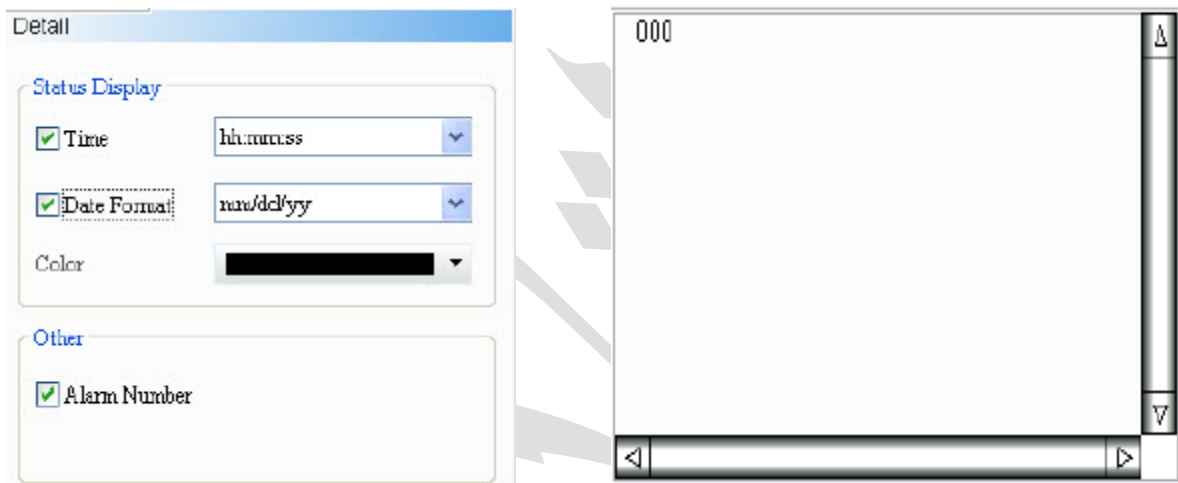 Detail
Status Display
Time
hh:mm:ss
Date Format
mm/dd/yy
Color
Other
Alarm Number
000